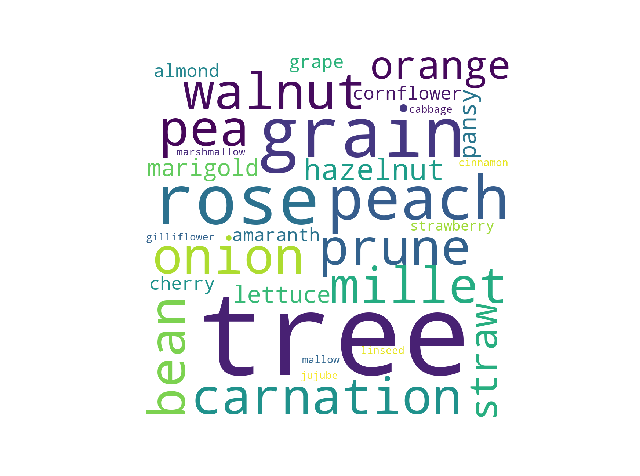 grape
orange
almond
walnut
cornflower
pansy
cabbage
pea
grain
marshmallow
cinnamon
marigold
hazelnut
rose
peach
strawberry
gilliflower
amaranth
onion
prune
cherry
lettuce
millet
bean
tree
straw
linseed
mallow
jujube
carnation